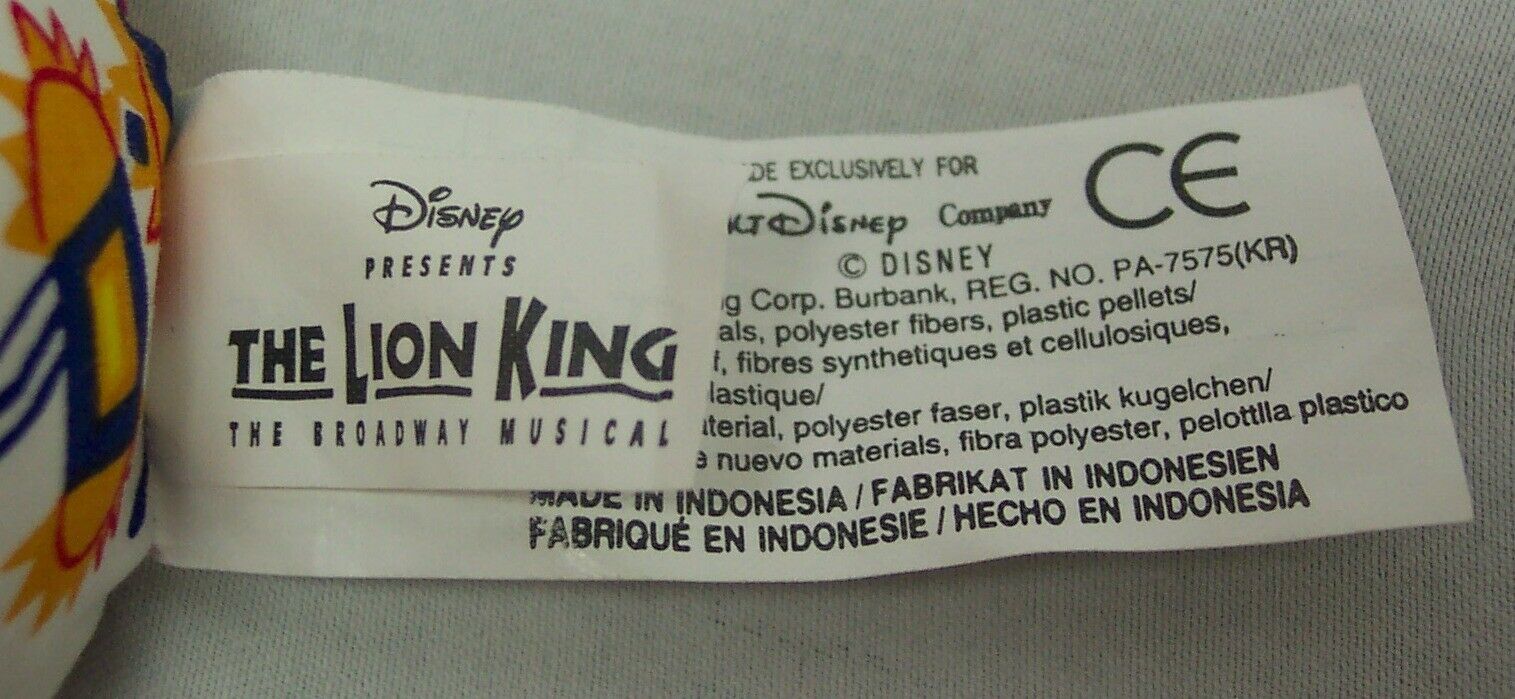 Disney
PRESENTS
THE LION KING
THE BROADWAY MUSICAL
DE EXCLUSIVELY FOR
Disney Company
CE
© DISNEY
g Corp. Burbank, REG. NO. PA-7575(KR)
als, polyester fibers, plastic pellets/
, fibres synthetiques et cellulosiques,
lastique/
terial, polyester faser, plastik kugelchen/
nuevo materials, fibra polyester, pelottlla plastico
MADE IN INDONESIA / FABRIKAT IN INDONESIEN
FABRIQUÉ EN INDONESIE / HECHO EN INDONESIA